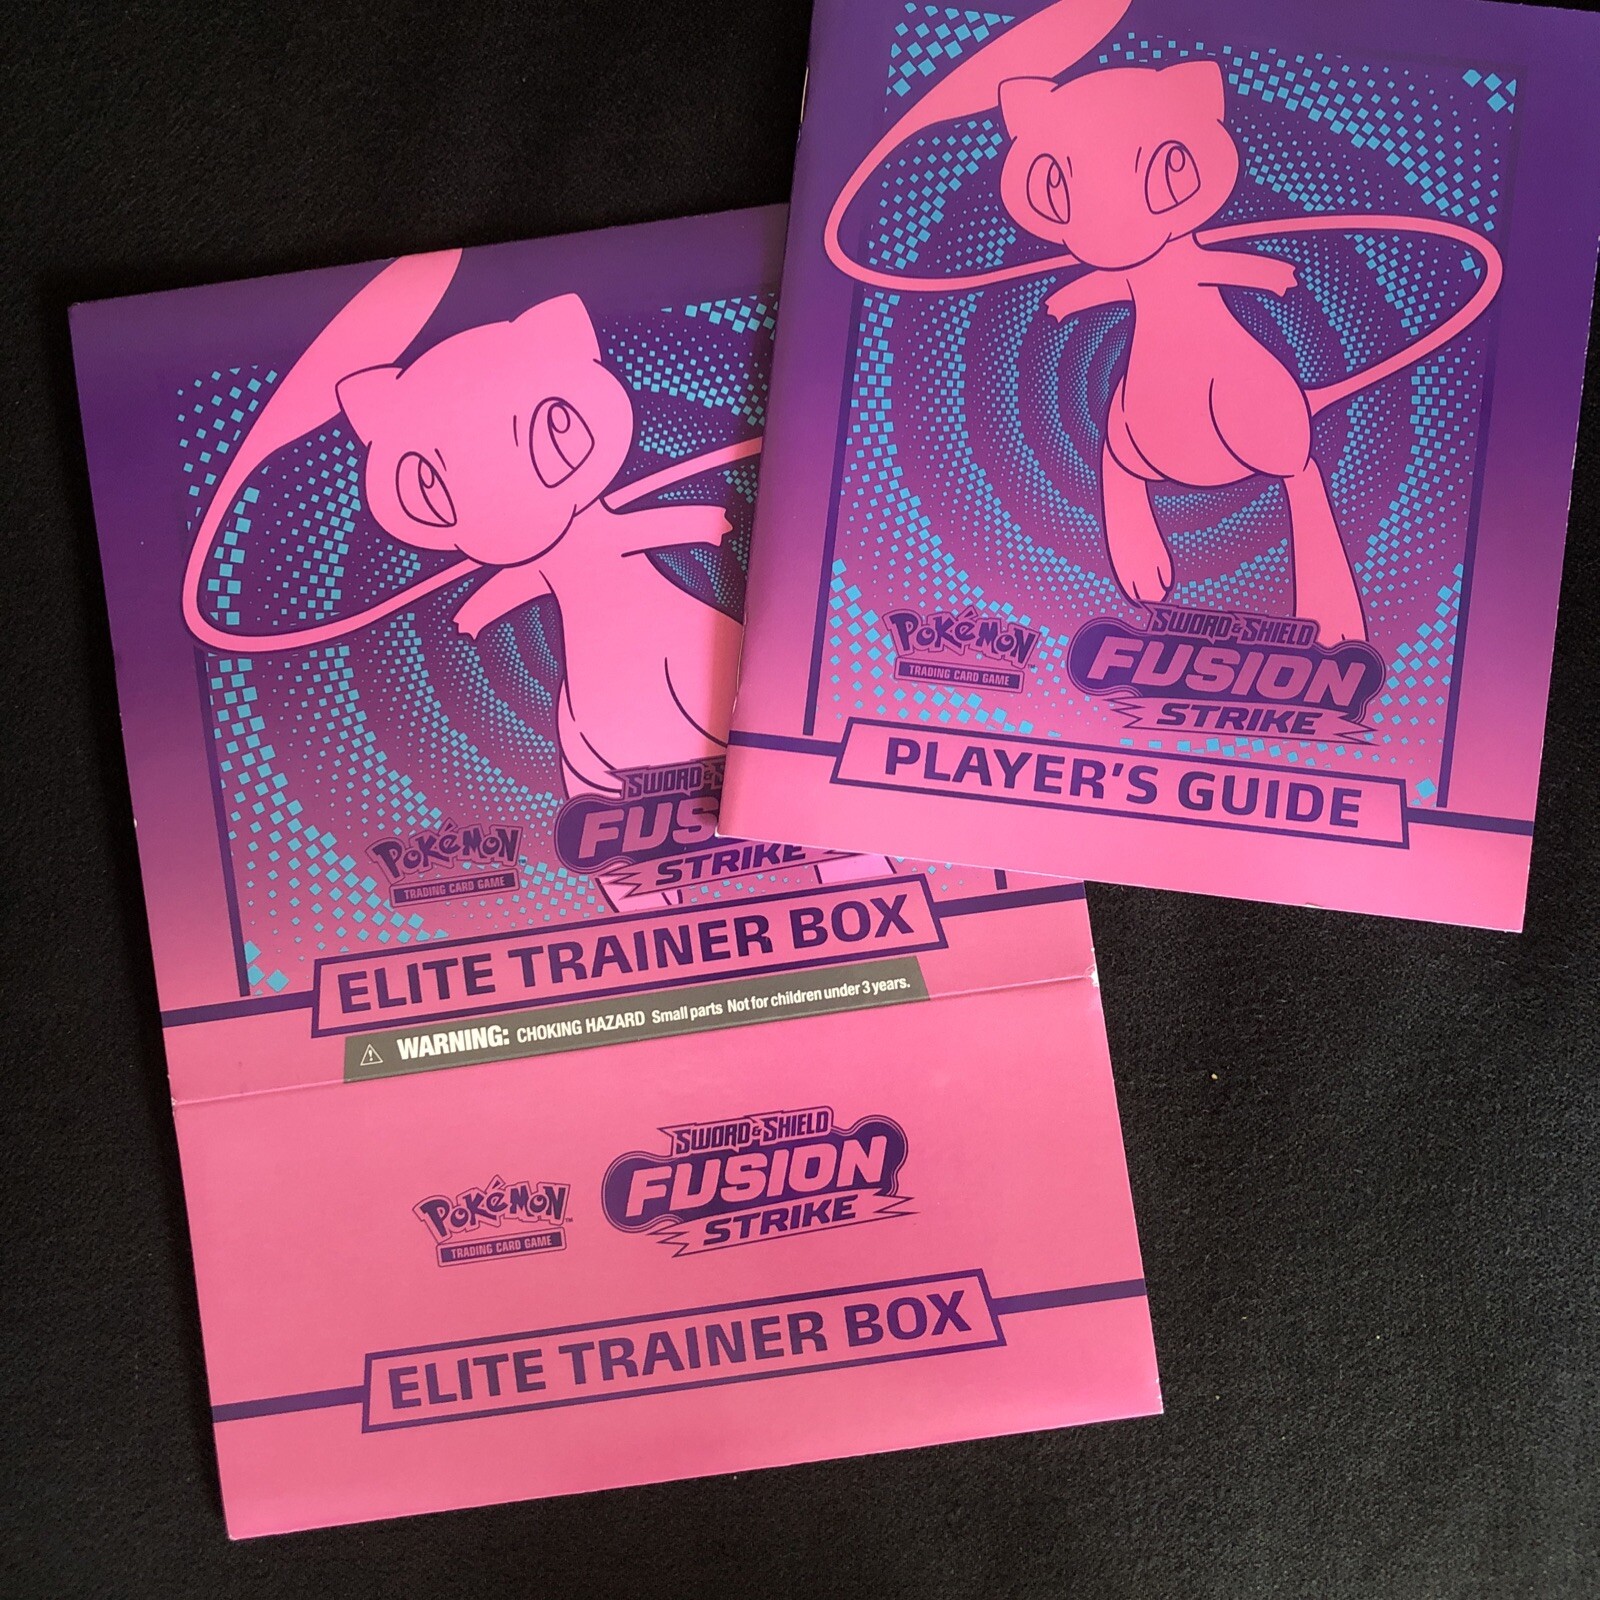 POKéMON
TRADING CARD GAME
SWORD & SHIELD
FUSION
STRIKE
PLAYER'S GUIDE
SWORD &
FUS
STRIKE
POKéMON
TRADING CARD GAME
ELITE TRAINER BOX
WARNING: CHOKING HAZARD Small parts Not for children under 3 years.
SWORD & SHIELD
FUSION
STRIKE
POKéMON
TRADING CARD GAME
ELITE TRAINER BOX